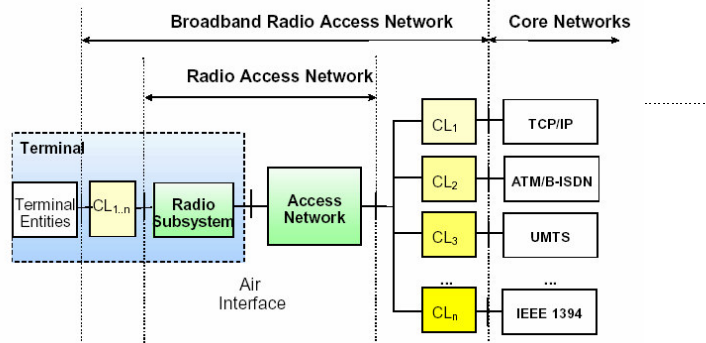 Broadband Radio Access Network
Core Networks
Radio Access Network
Terminal
Terminal
Entities
CL1..n
Radio
Subsystem
Access
Network
Air
Interface
CL1
TCP/IP
CL2
ATM/B-ISDN
CL3
UMTS
...
...
CLn
IEEE 1394